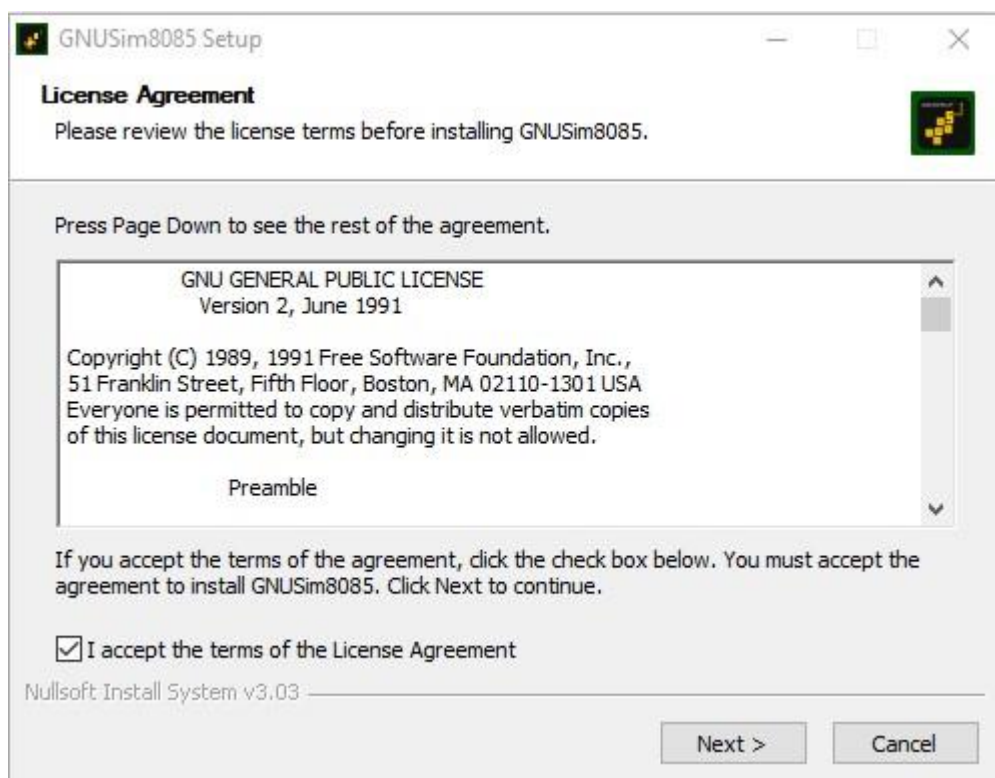 GNUSim8085 Setup
License Agreement
Please review the license terms before installing GNUSim8085.
Press Page Down to see the rest of the agreement.
GNU GENERAL PUBLIC LICENSE
Version 2, June 1991
Copyright (C) 1989, 1991 Free Software Foundation, Inc.,
51 Franklin Street, Fifth Floor, Boston, MA 02110-1301 USA
Everyone is permitted to copy and distribute verbatim copies
of this license document, but changing it is not allowed.
Preamble
If you accept the terms of the agreement, click the check box below. You must accept the
agreement to install GNUSim8085. Click Next to continue.
I accept the terms of the License Agreement
Nullsoft Install System v3.03
Next >
Cancel